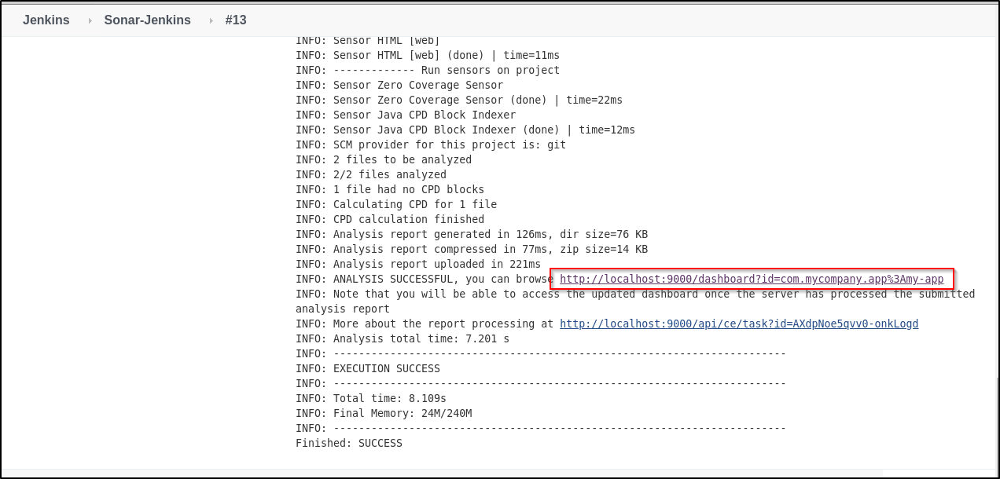 Jenkins Sonar-Jenkins #13
INFO: Sensor HTML [web]
INFO: Sensor HTML [web] (done) | time=11ms
INFO: ------------- Run sensors on project
INFO: Sensor Zero Coverage Sensor
INFO: Sensor Zero Coverage Sensor (done) | time=22ms
INFO: Sensor Java CPD Block Indexer
INFO: Sensor Java CPD Block Indexer (done) | time=12ms
INFO: SCM provider for this project is: git
INFO: 2 files to be analyzed
INFO: 2/2 files analyzed
INFO: 1 file had no CPD blocks
INFO: Calculating CPD for 1 file
INFO: CPD calculation finished
INFO: Analysis report generated in 126ms, dir size=76 KB
INFO: Analysis report compressed in 77ms, zip size=14 KB
INFO: Analysis report uploaded in 221ms
INFO: ANALYSIS SUCCESSFUL, you can browse http://localhost:9000/dashboard?id=com.mycompany.app%3Amy-app
INFO: Note that you will be able to access the updated dashboard once the server has processed the submitted
analysis report
INFO: More about the report processing at http://localhost:9000/api/ce/task?id=AXdpNoe5qvv0-onkLogd
INFO: Analysis total time: 7.201 s
INFO: ------------------------------------------------------------------------
INFO: EXECUTION SUCCESS
INFO: ------------------------------------------------------------------------
INFO: Total time: 8.109s
INFO: Final Memory: 24M/240M
INFO: ------------------------------------------------------------------------
Finished: SUCCESS